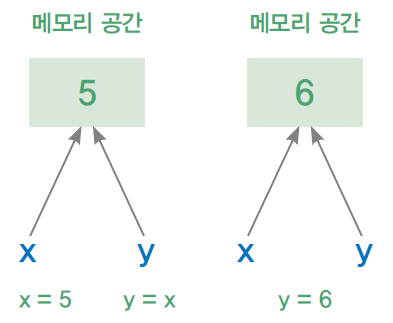 메모리 공간 메모리 공간
5 6
x y x y
x = 5 y = x y = 6